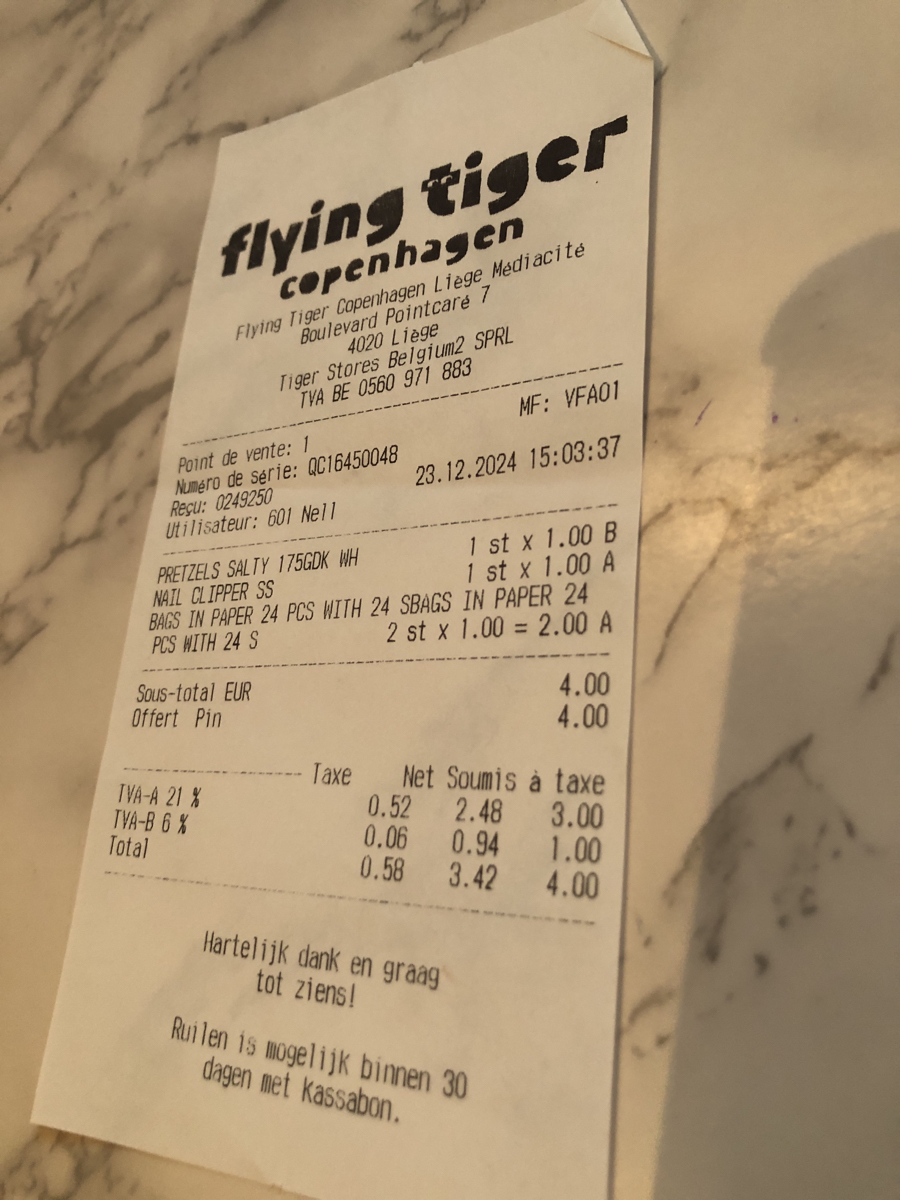 flying tiger
copenhagen
Flying Tiger Copenhagen Liège Médiacité
Boulevard Pointcaré 7
4020 Liège
Tiger Stores Belgium2 SPRL
TVA BE 0560 971 883
MF: VFA01
Point de vente: 1
Numéro de série: QC16450048
Reçu: 0249250 23.12.2024 15:03:37
Utilisateur: 601 Nell
PRETZELS SALTY 175GDK WH 1 st x 1.00 B
NAIL CLIPPER SS 1 st x 1.00 A
BAGS IN PAPER 24 PCS WITH 24 SBAGS IN PAPER 24
PCS WITH 24 S 2 st x 1.00 = 2.00 A
Sous-total EUR 4.00
Offert Pin 4.00
Taxe Net Soumis à taxe
TVA-A 21 % 0.52 2.48 3.00
TVA-B 6 % 0.06 0.94 1.00
Total 0.58 3.42 4.00
Hartelijk dank en graag
tot ziens!
Ruilen is mogelijk binnen 30
dagen met Kassabon.